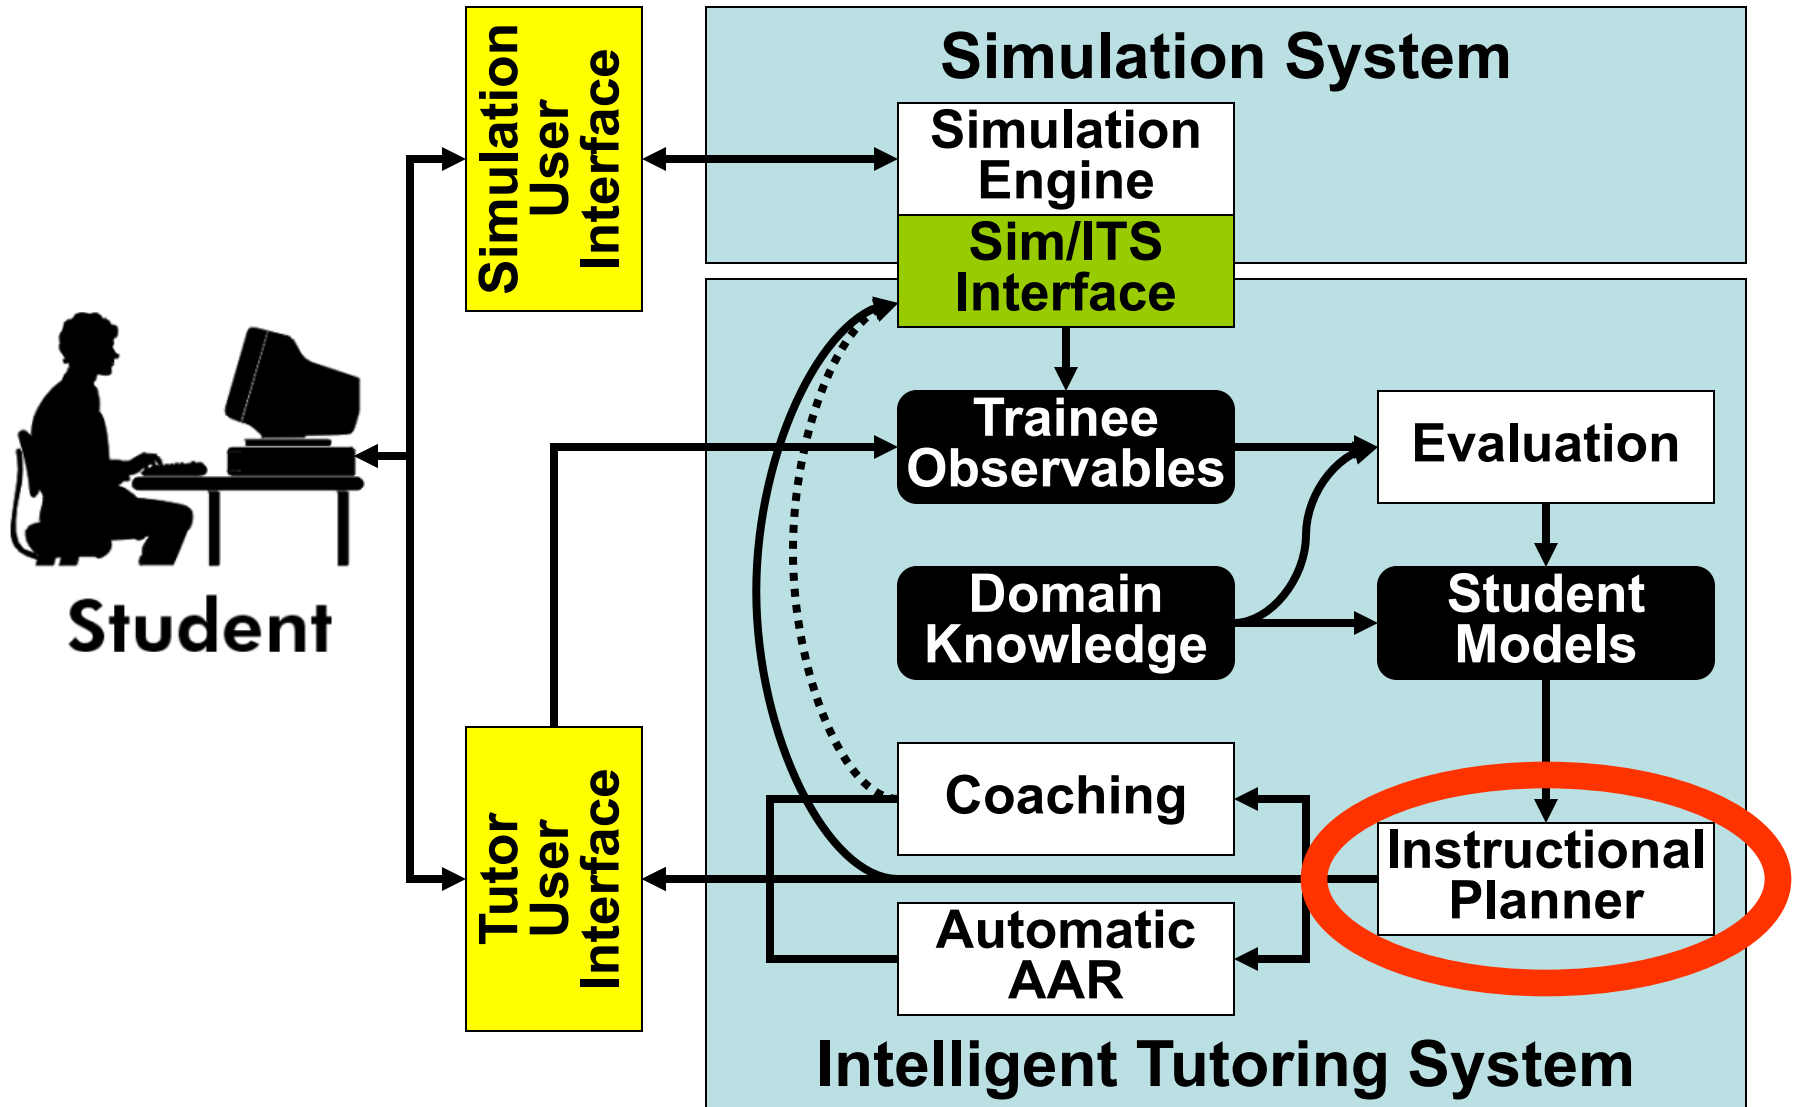 Simulation System
Simulation
User
Interface
Simulation
Engine
Sim/ITS
Interface
Trainee
Observables
Evaluation
Domain
Knowledge
Student
Models
Student
Tutor
User
Interface
Coaching
Instructional
Planner
Automatic
AAR
Intelligent Tutoring System